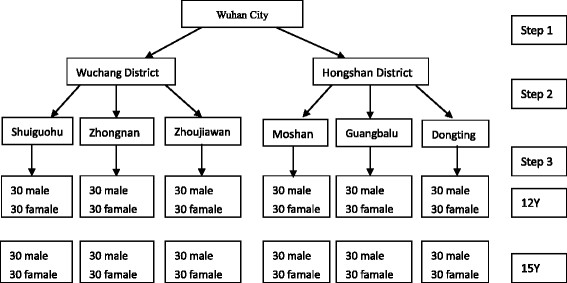 Wuhan City
Step 1
Wuchang District
Hongshan District
Step 2
Shuiguohu
Zhongnan
Zhoujiawan
Moshan
Guangbalu
Dongting
Step 3
30 male
30 famale
30 male
30 famale
30 male
30 famale
30 male
30 famale
30 male
30 famale
30 male
30 famale
12Y
30 male
30 famale
30 male
30 famale
30 male
30 famale
30 male
30 famale
30 male
30 famale
30 male
30 famale
15Y